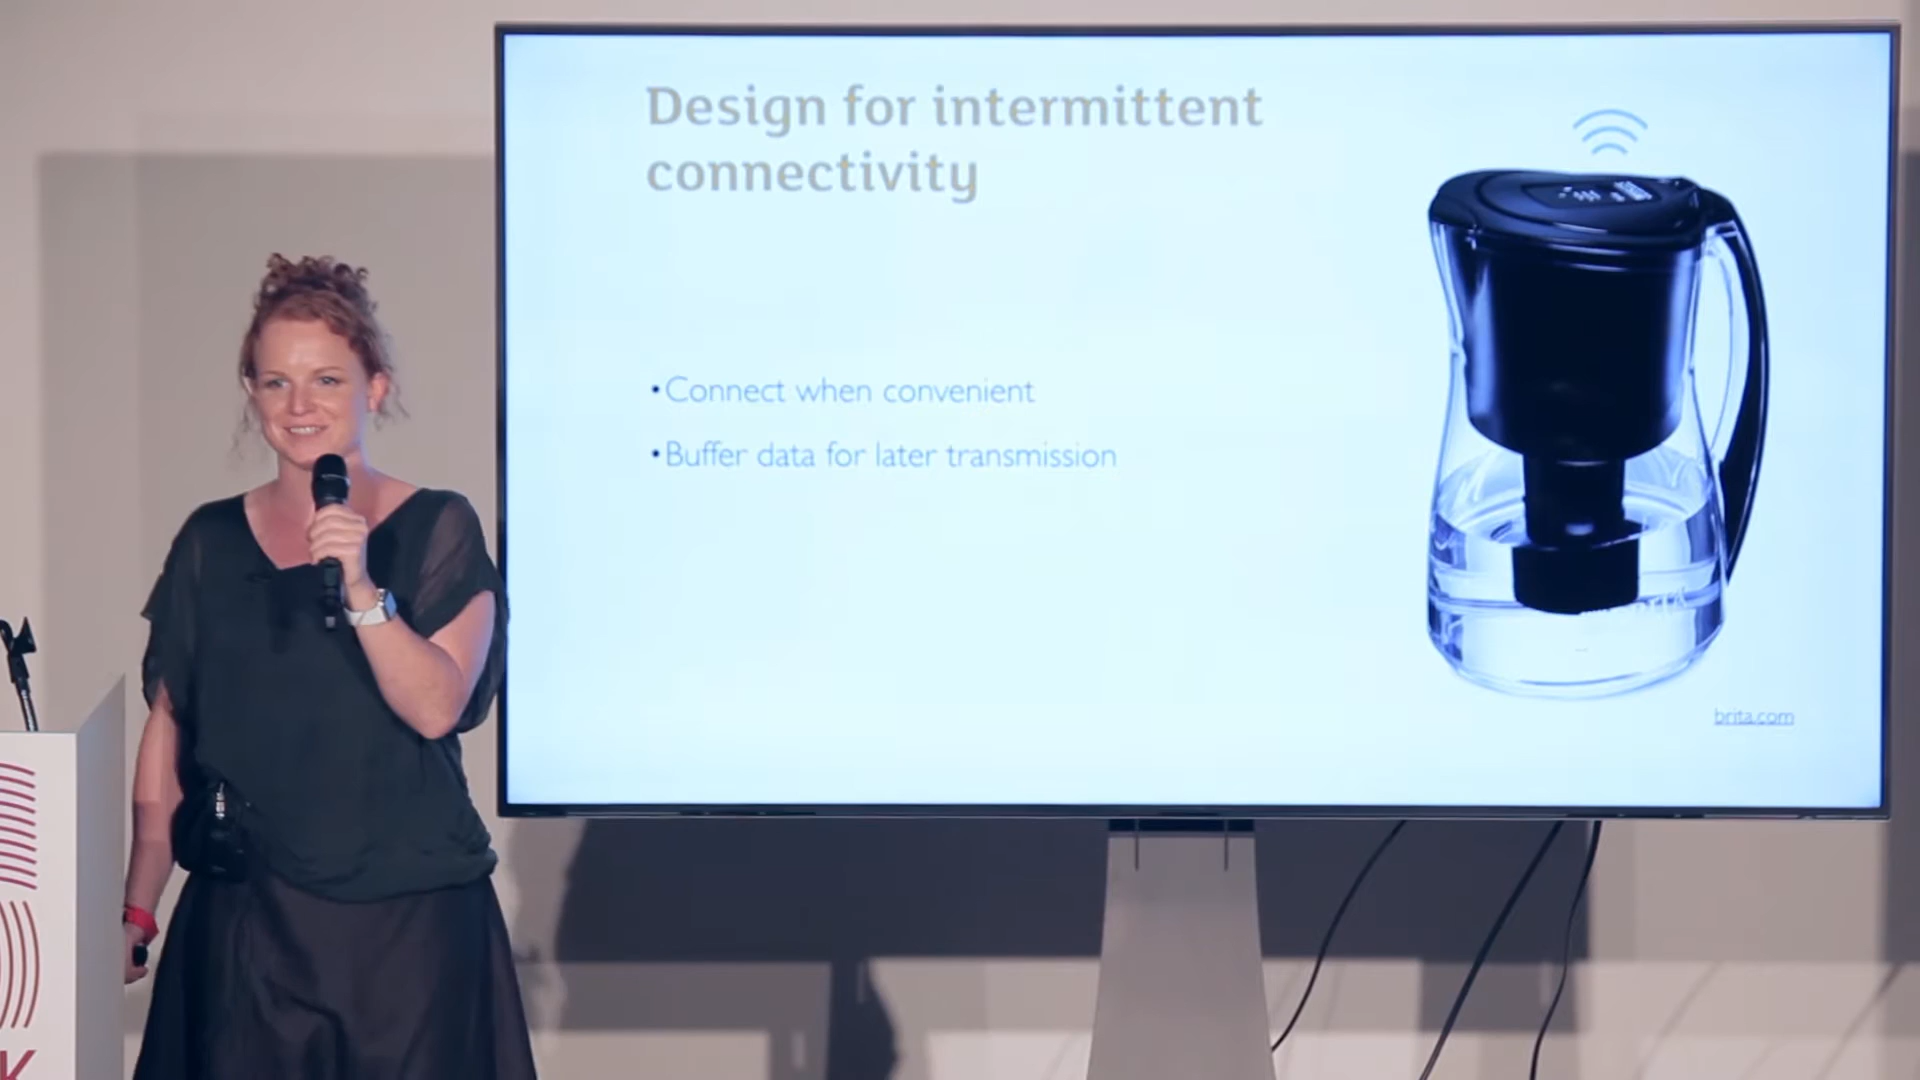 Design for intermittent
connectivity
•Connect when convenient
•Buffer data for later transmission
brita.com
K